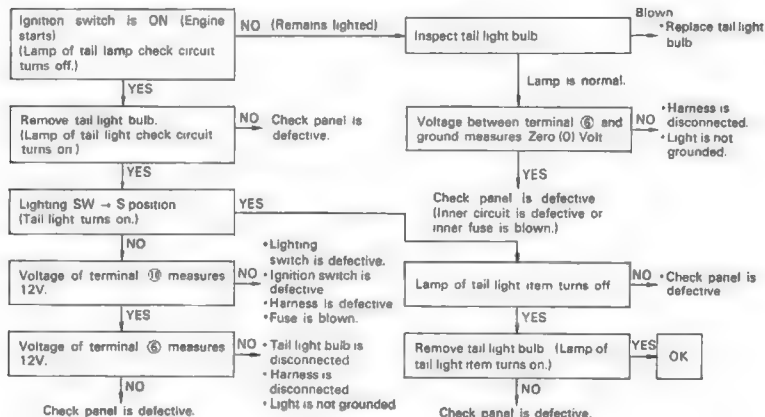 Ignition switch is ON (Engine
starts)
(Lamp of tail lamp check circuit
turns off.)
NO (Remains lighted)
Inspect tail light bulb
Blown
• Replace tail light
bulb
YES
Lamp is normal.
Remove tail light bulb.
(Lamp of tail light check circuit
turns on)
NO
Check panel is
defective.
Voltage between terminal ⑥ and
ground measures Zero (0) Volt
NO
• Harness is
disconnected.
• Light is not
grounded.
YES
YES
Check panel is defective
(Inner circuit is defective or
inner fuse is blown.)
Lighting SW → S position
(Tail light turns on.)
YES
NO
Voltage of terminal ⑩ measures
12V.
NO
• Lighting
switch is defective.
• Ignition switch is
defective
• Harness is defective
• Fuse is blown.
Lamp of tail light item turns off
NO
• Check panel is
defective
YES
YES
Voltage of terminal ⑥ measures
12V.
NO
• Tail light bulb is
disconnected
• Harness is
disconnected
• Light is not grounded
Remove tail light bulb (Lamp of
tail light item turns on.)
YES
OK
NO
NO
Check panel is defective.
Check panel is defective.